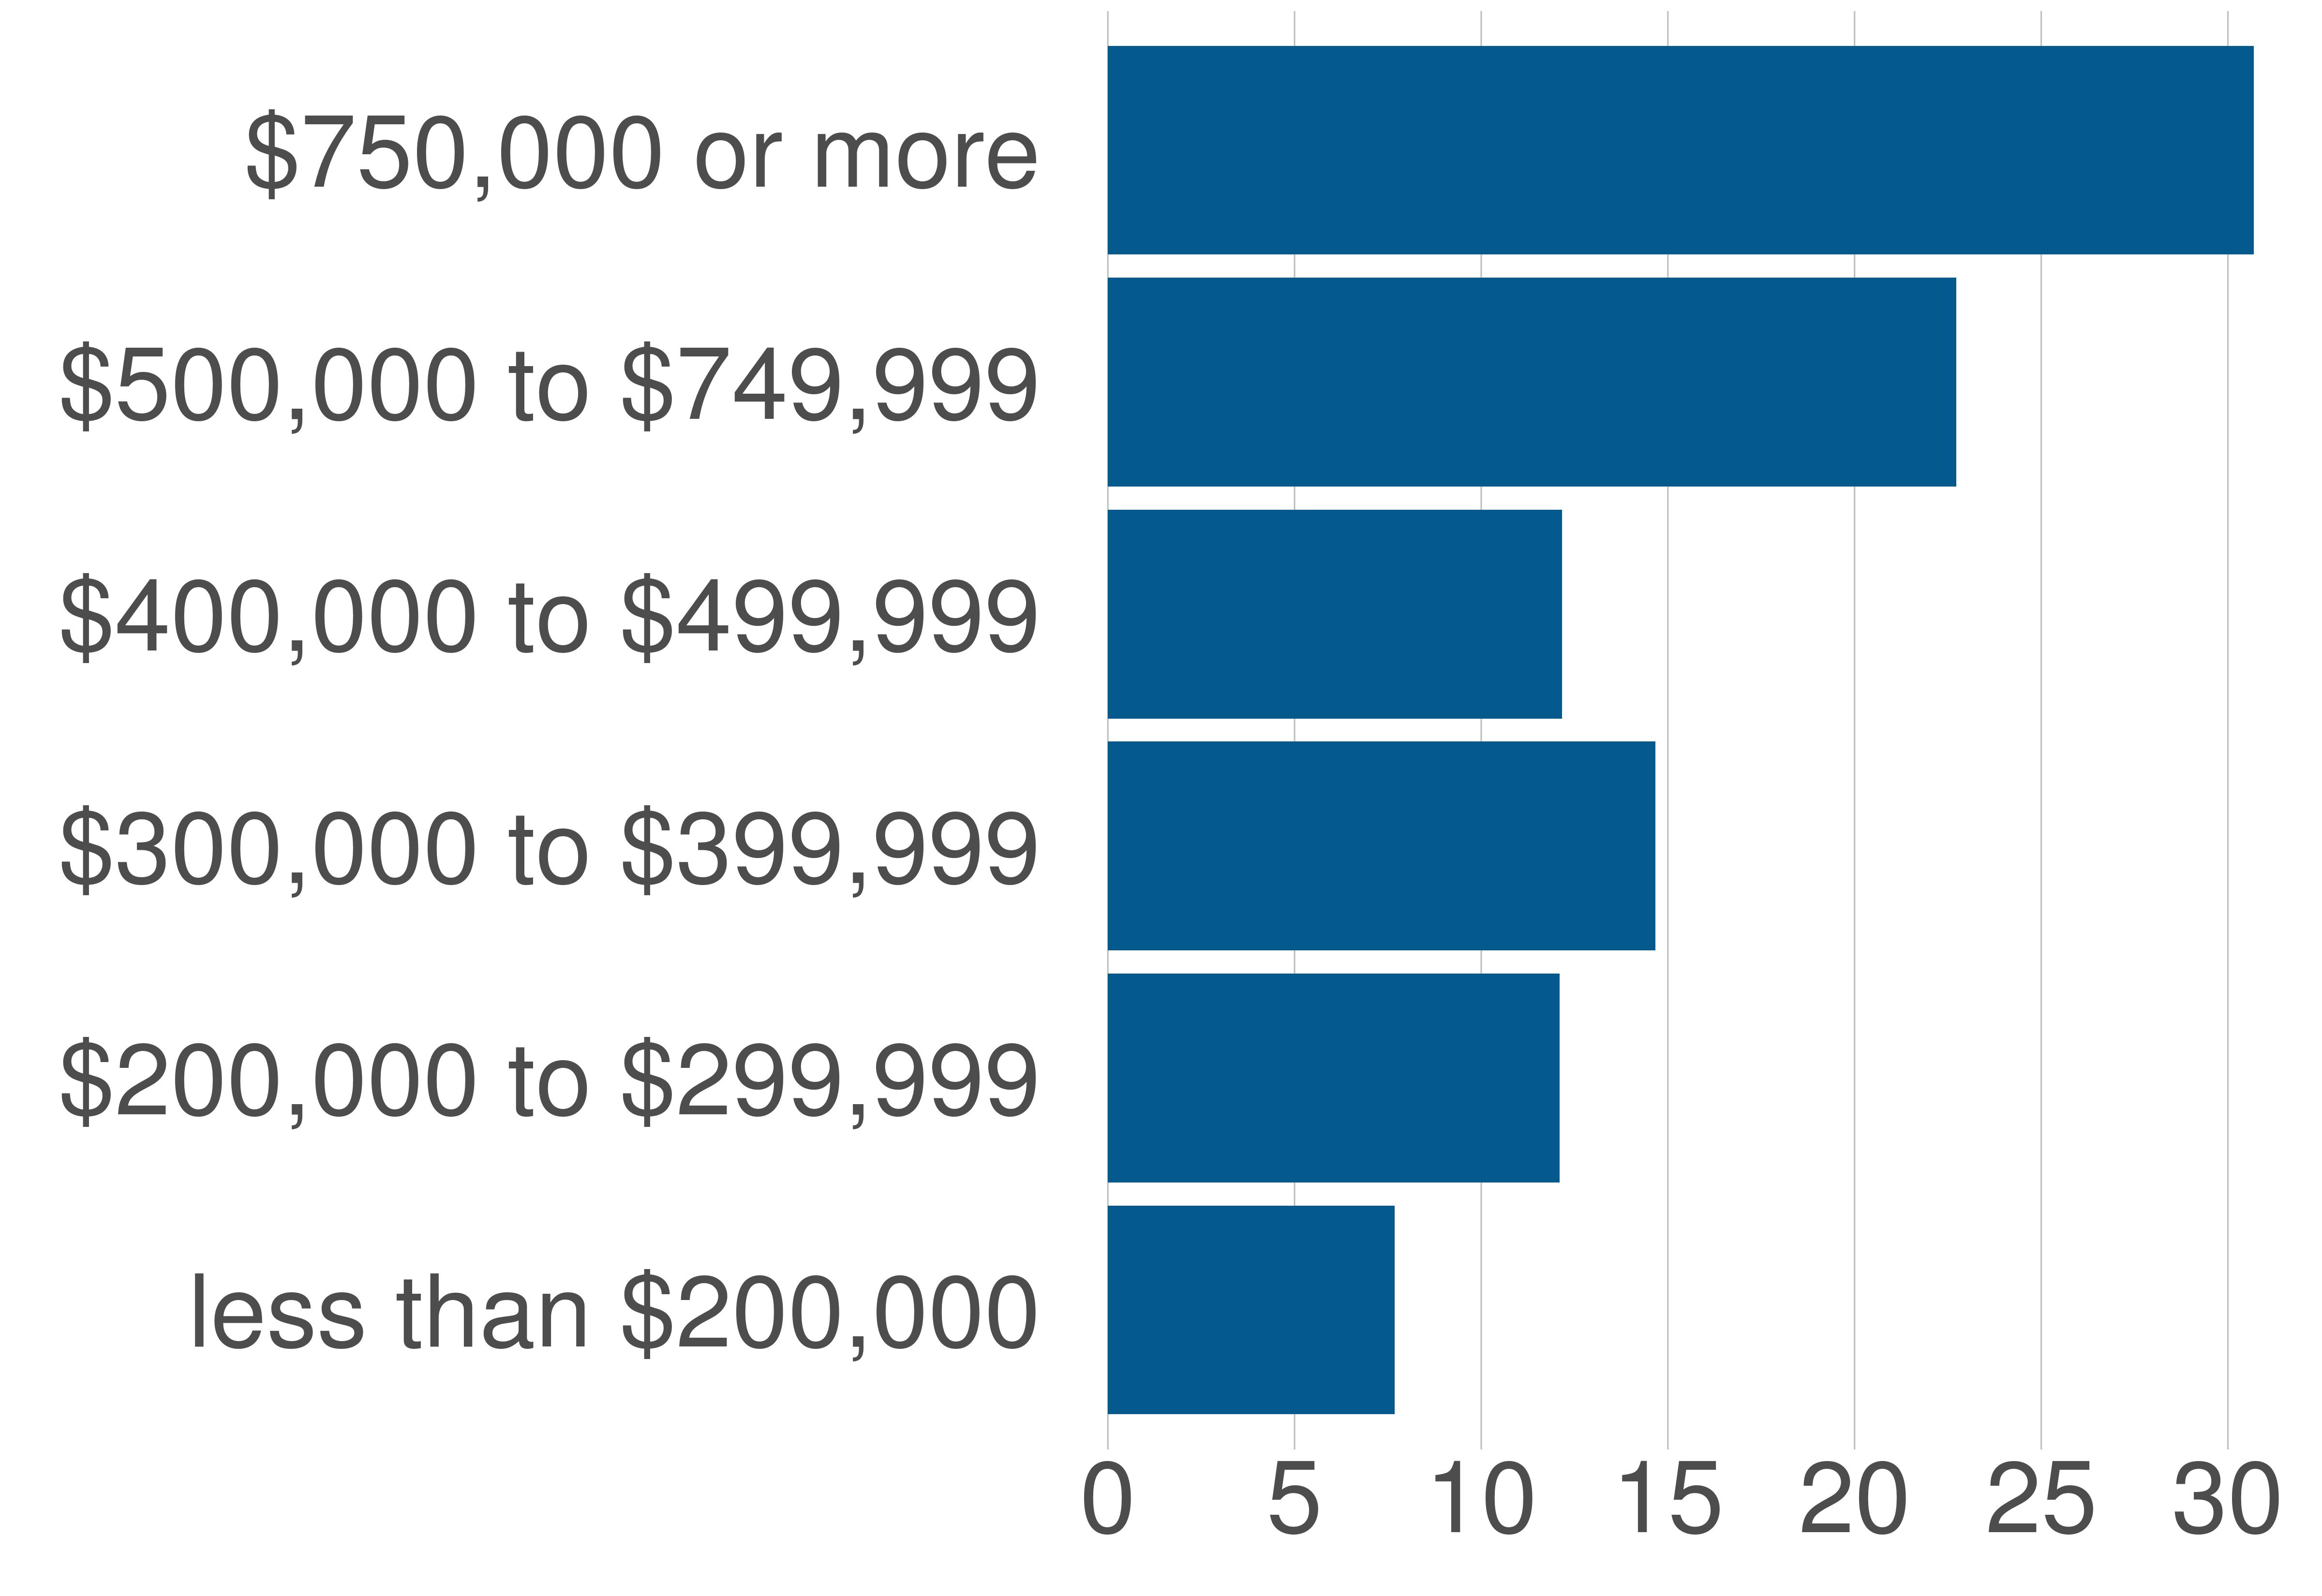 $750,000 or more
$500,000 to $749,999
$400,000 to $499,999
$300,000 to $399,999
$200,000 to $299,999
less than $200,000
0 5 10 15 20 25 30